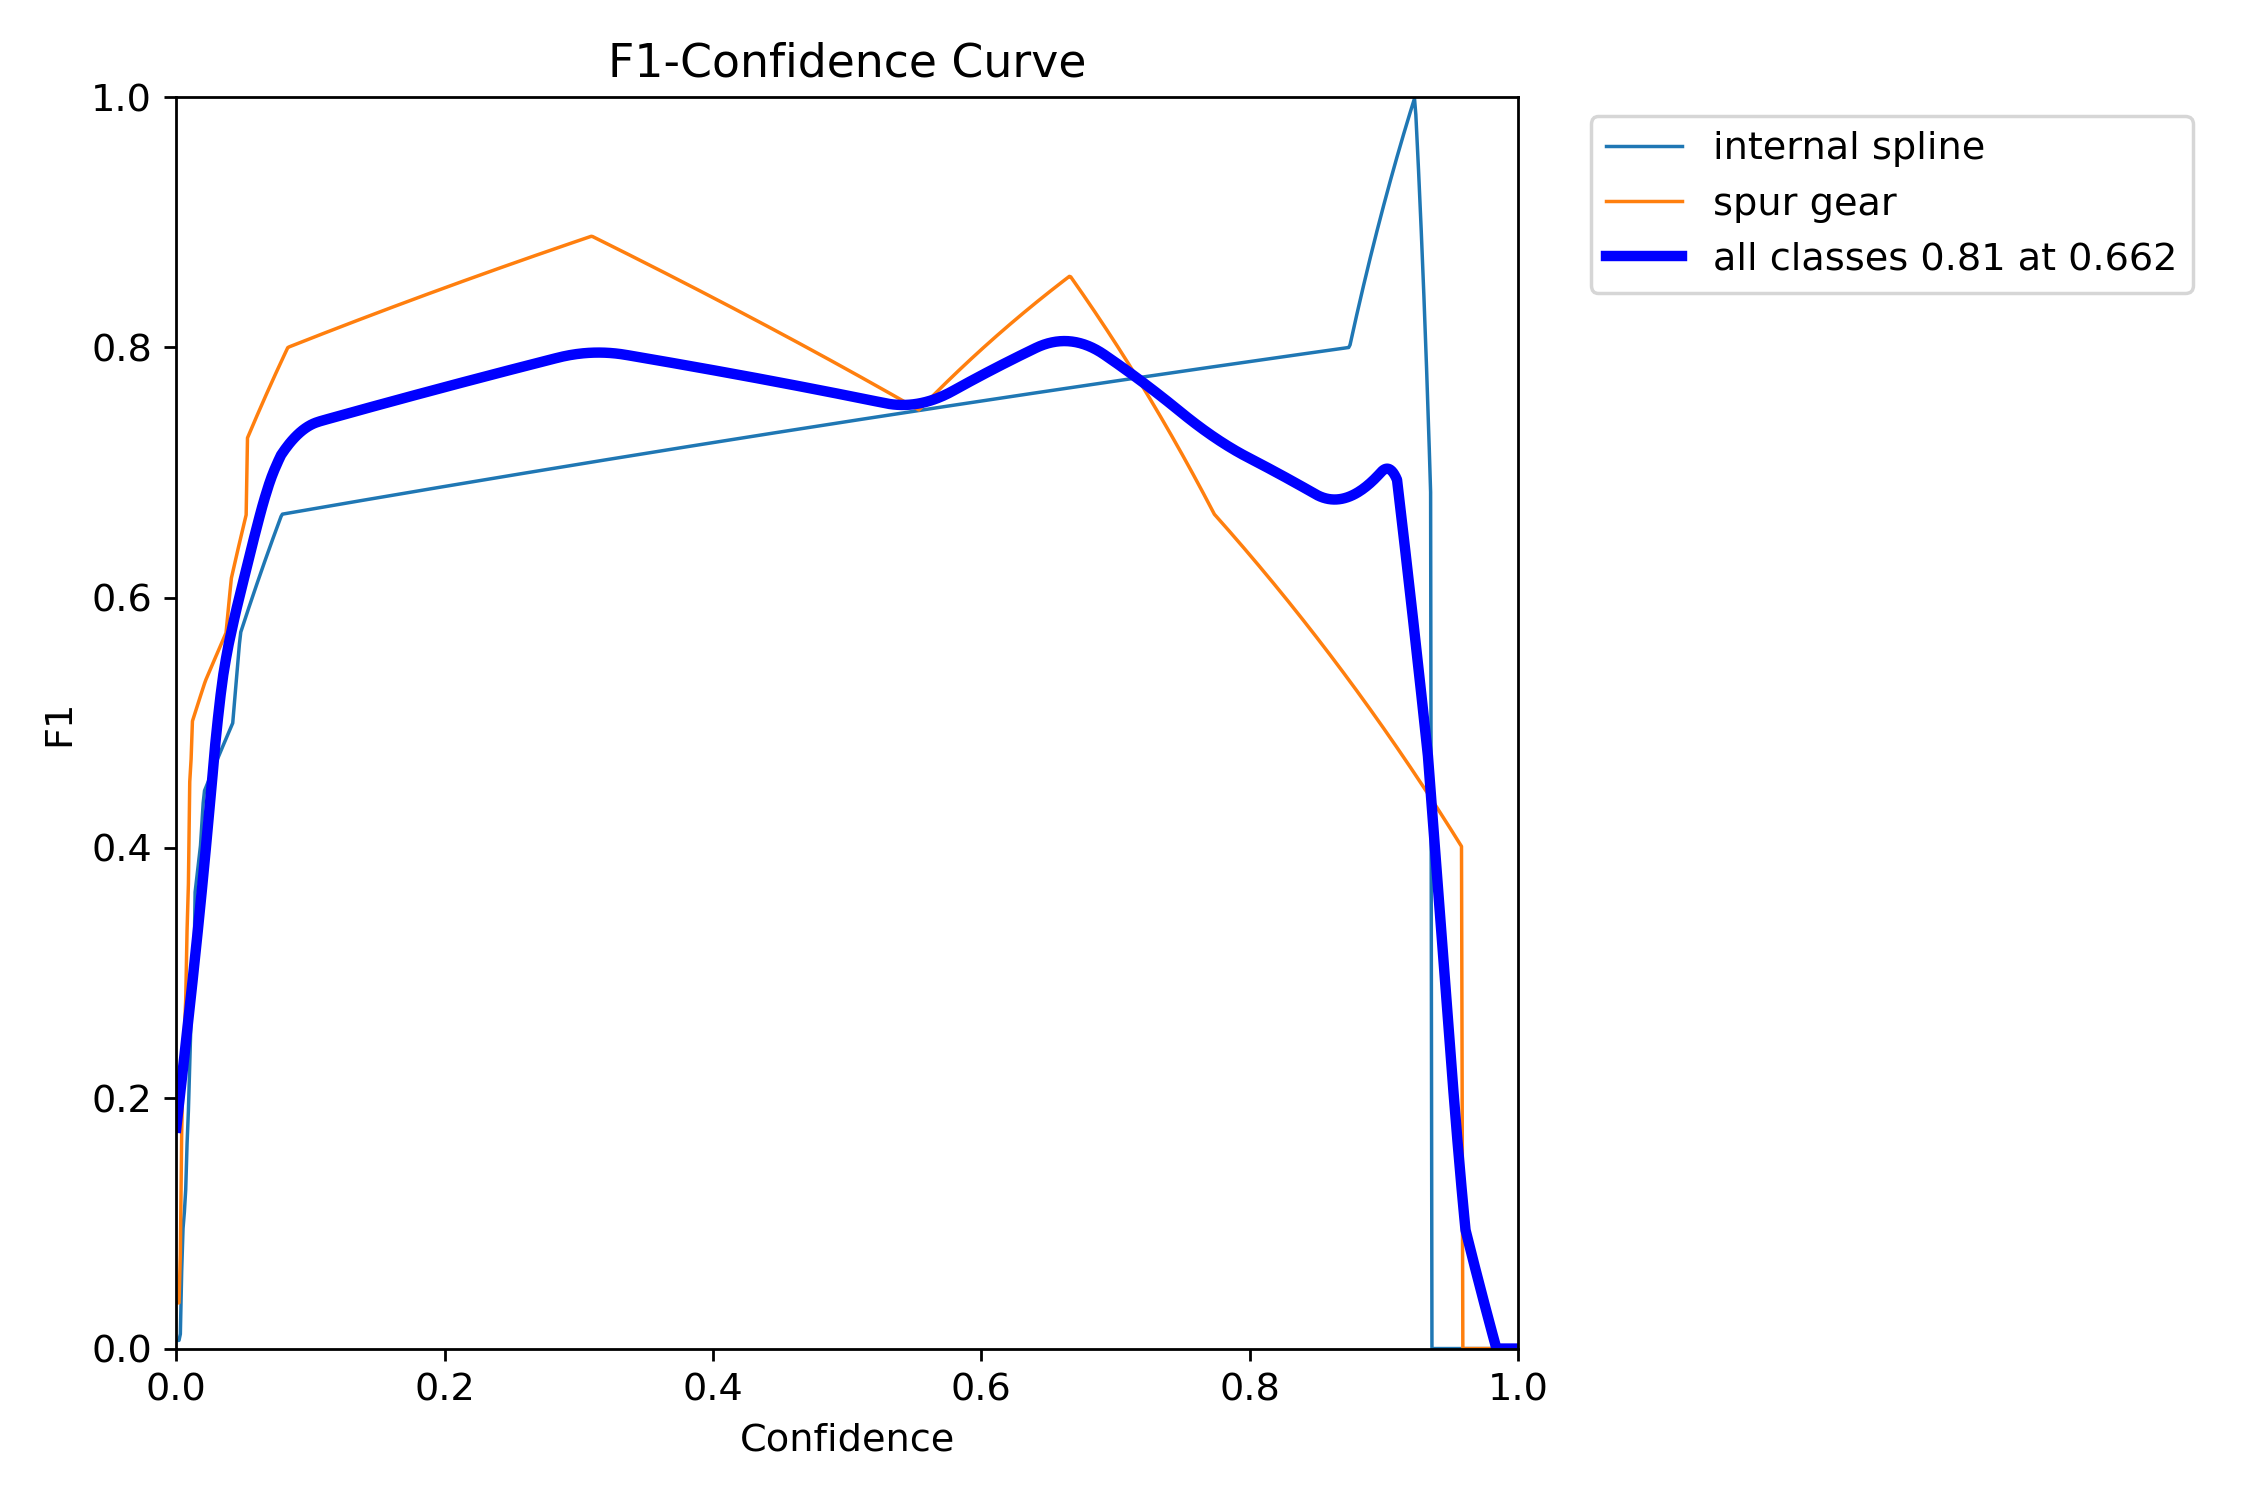 F1-Confidence Curve
1.0
0.8
0.6
0.4
0.2
0.0
F1
0.0 0.2 0.4 0.6 0.8 1.0
Confidence
internal spline
spur gear
all classes 0.81 at 0.662